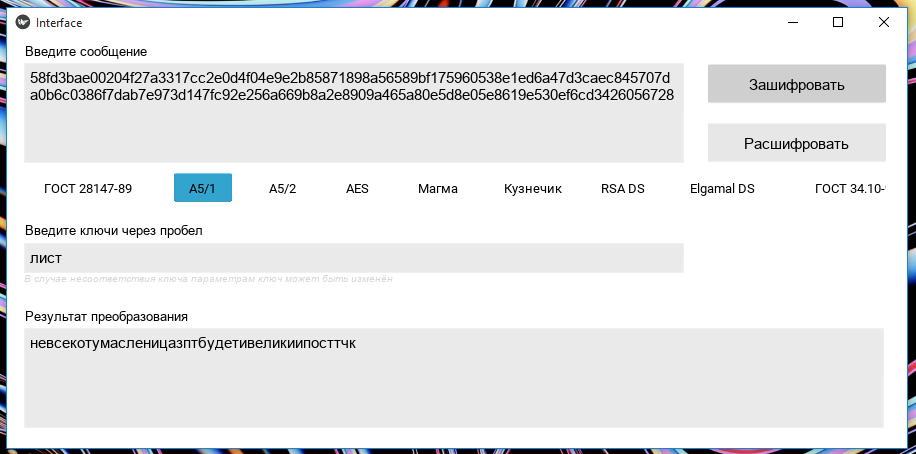 Interface
Введите сообщение
58fd3bae00204f27a3317cc2e0d4f04e9e2b85871898a56589bf175960538e1ed6a47d3caec845707d
a0b6c0386f7dab7e973d147fc92e256a669b8a2e8909a465a80e5d8e05e8619e530ef6cd3426056728
Зашифровать
Расшифровать
ГОСТ 28147-89 A5/1 A5/2 AES Магма Кузнечик RSA DS Elgamal DS ГОСТ 34.10-9
Введите ключи через пробел
лист
В случае несоответствия ключа параметрам ключ может быть изменён
Результат преобразования
невсекотумасленицазптбудетивеликиипосттчк